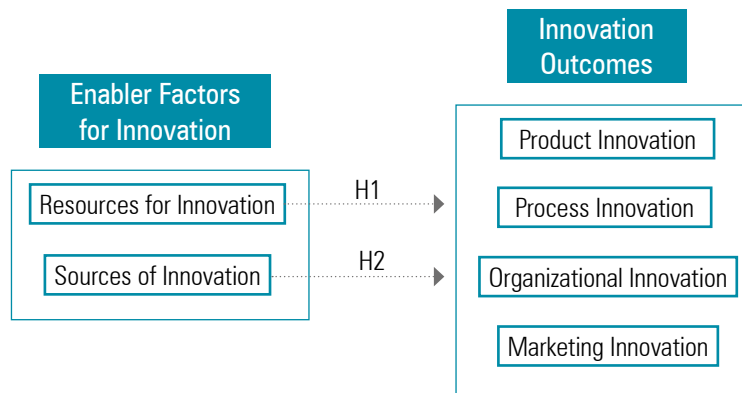 Enabler Factors
for Innovation
Resources for Innovation
Sources of Innovation
H1
H2
Innovation
Outcomes
Product Innovation
Process Innovation
Organizational Innovation
Marketing Innovation